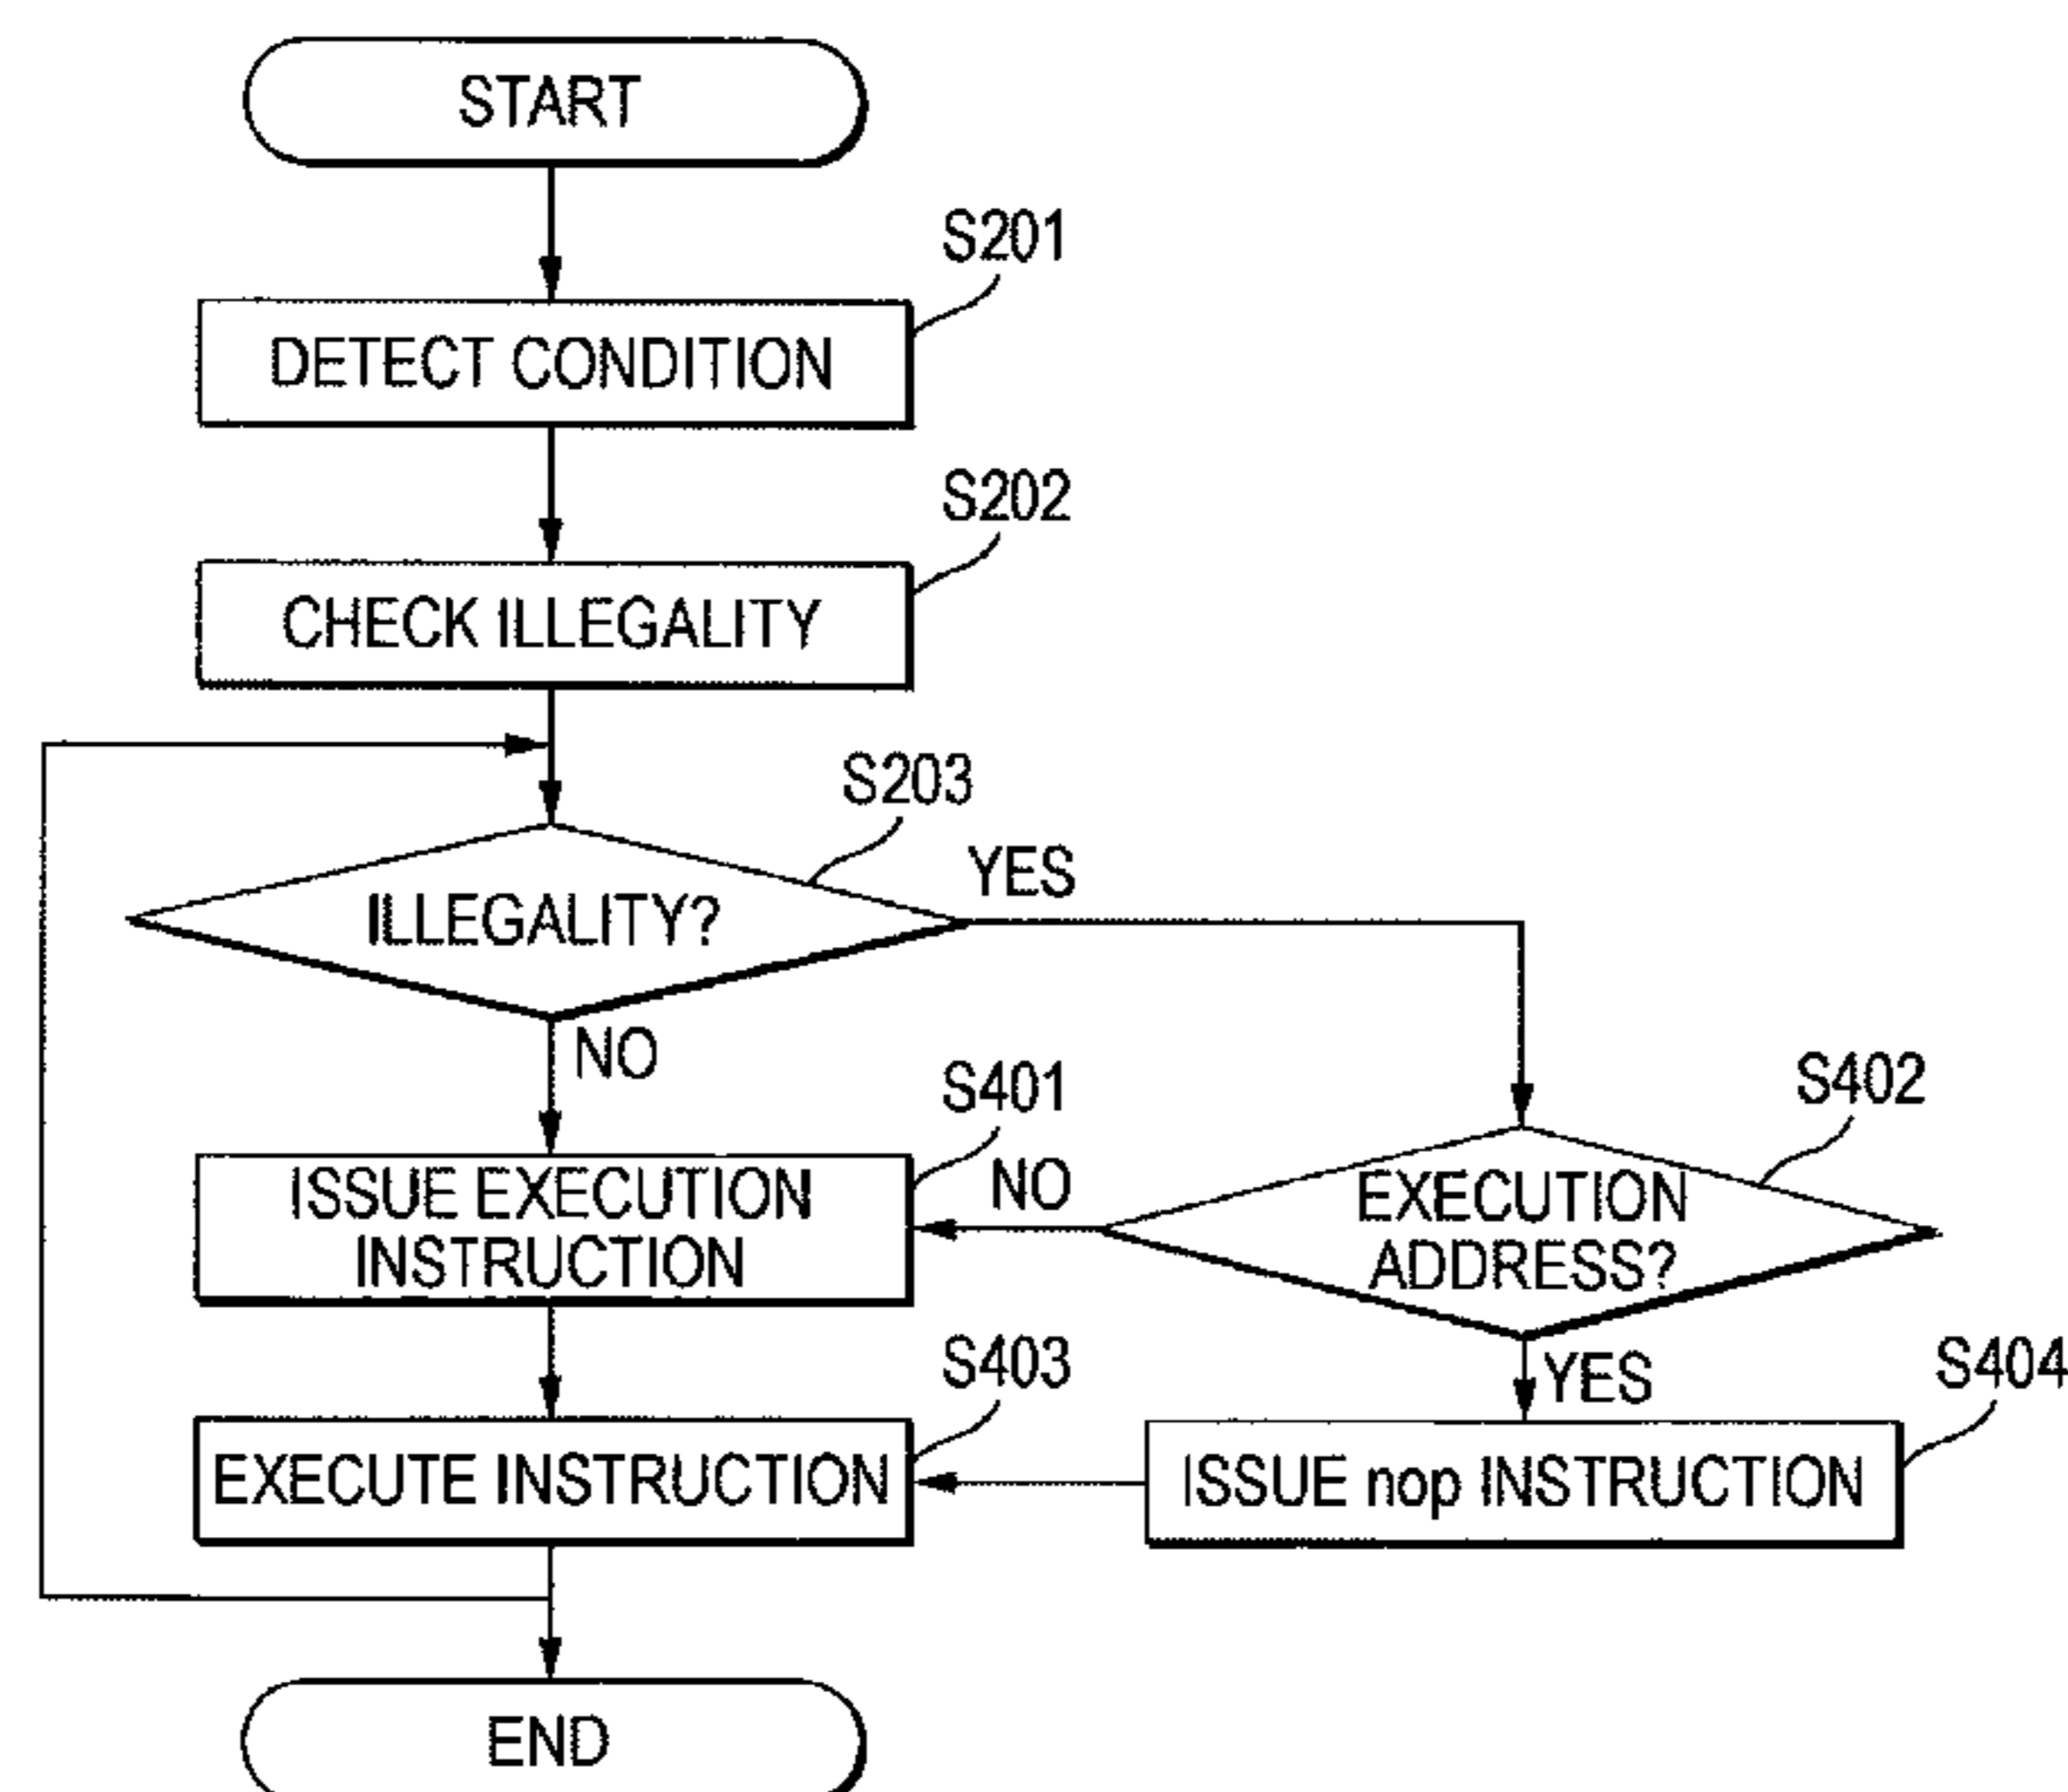 START
S201
DETECT CONDITION
S202
CHECK ILLEGALITY
S203
ILLEGALITY?
YES
NO
S401
ISSUE EXECUTION
INSTRUCTION
NO
S402
EXECUTION
ADDRESS?
YES
S403
EXECUTE INSTRUCTION
S404
ISSUE nop INSTRUCTION
END